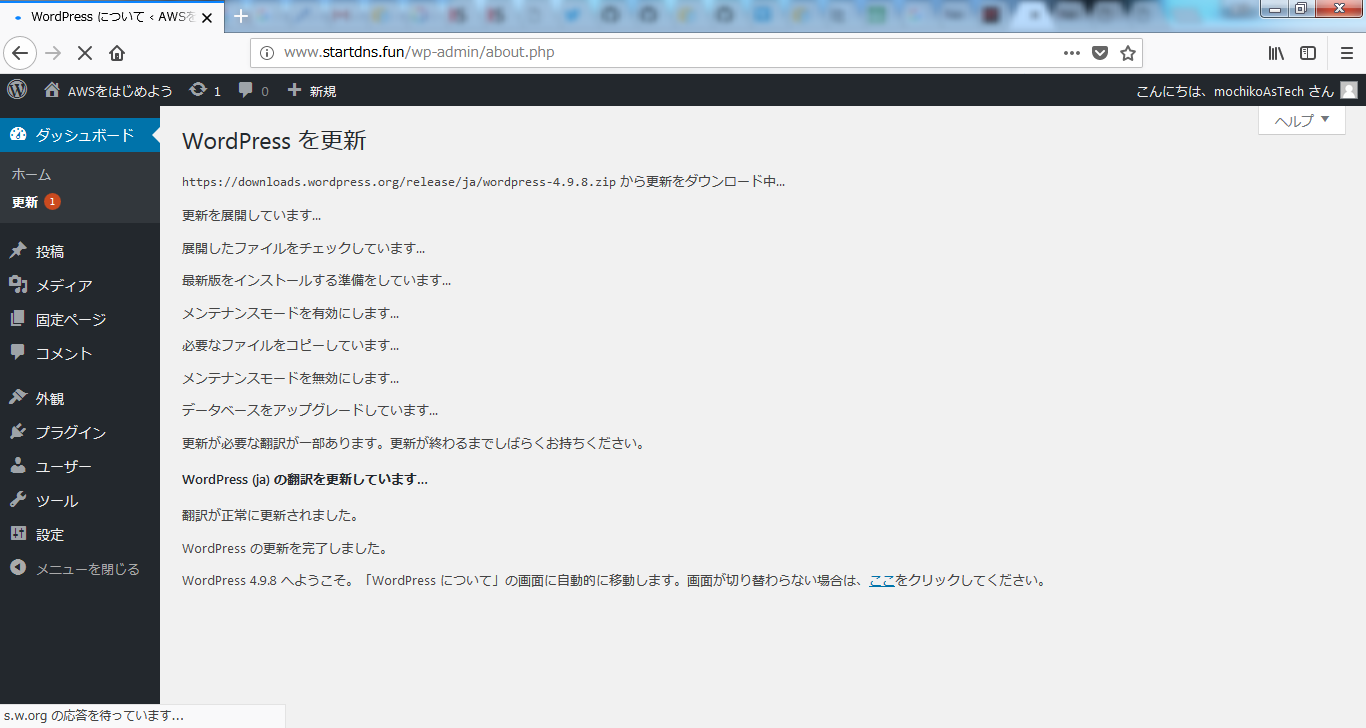 WordPress について ‹ AWSを
www.startdns.fun/wp-admin/about.php
AWSをはじめよう 1 0 新規 こんにちは、mochikoAsTech さん
ヘルプ
ダッシュボード
ホーム
更新 1
投稿
メディア
固定ページ
コメント
外観
プラグイン
ユーザー
ツール
設定
メニューを閉じる
WordPress を更新
https://downloads.wordpress.org/release/ja/wordpress-4.9.8.zip から更新をダウンロード中…
更新を展開しています…
展開したファイルをチェックしています…
最新版をインストールする準備をしています…
メンテナンスモードを有効にします…
必要なファイルをコピーしています…
メンテナンスモードを無効にします…
データベースをアップグレードしています…
更新が必要な翻訳が一部あります。更新が終わるまでしばらくお待ちください。
WordPress (ja) の翻訳を更新しています…
翻訳が正常に更新されました。
WordPress の更新を完了しました。
WordPress 4.9.8 へようこそ。「WordPress について」の画面に自動的に移動します。画面が切り替わらない場合は、ここをクリックしてください。
s.w.org の応答を待っています...